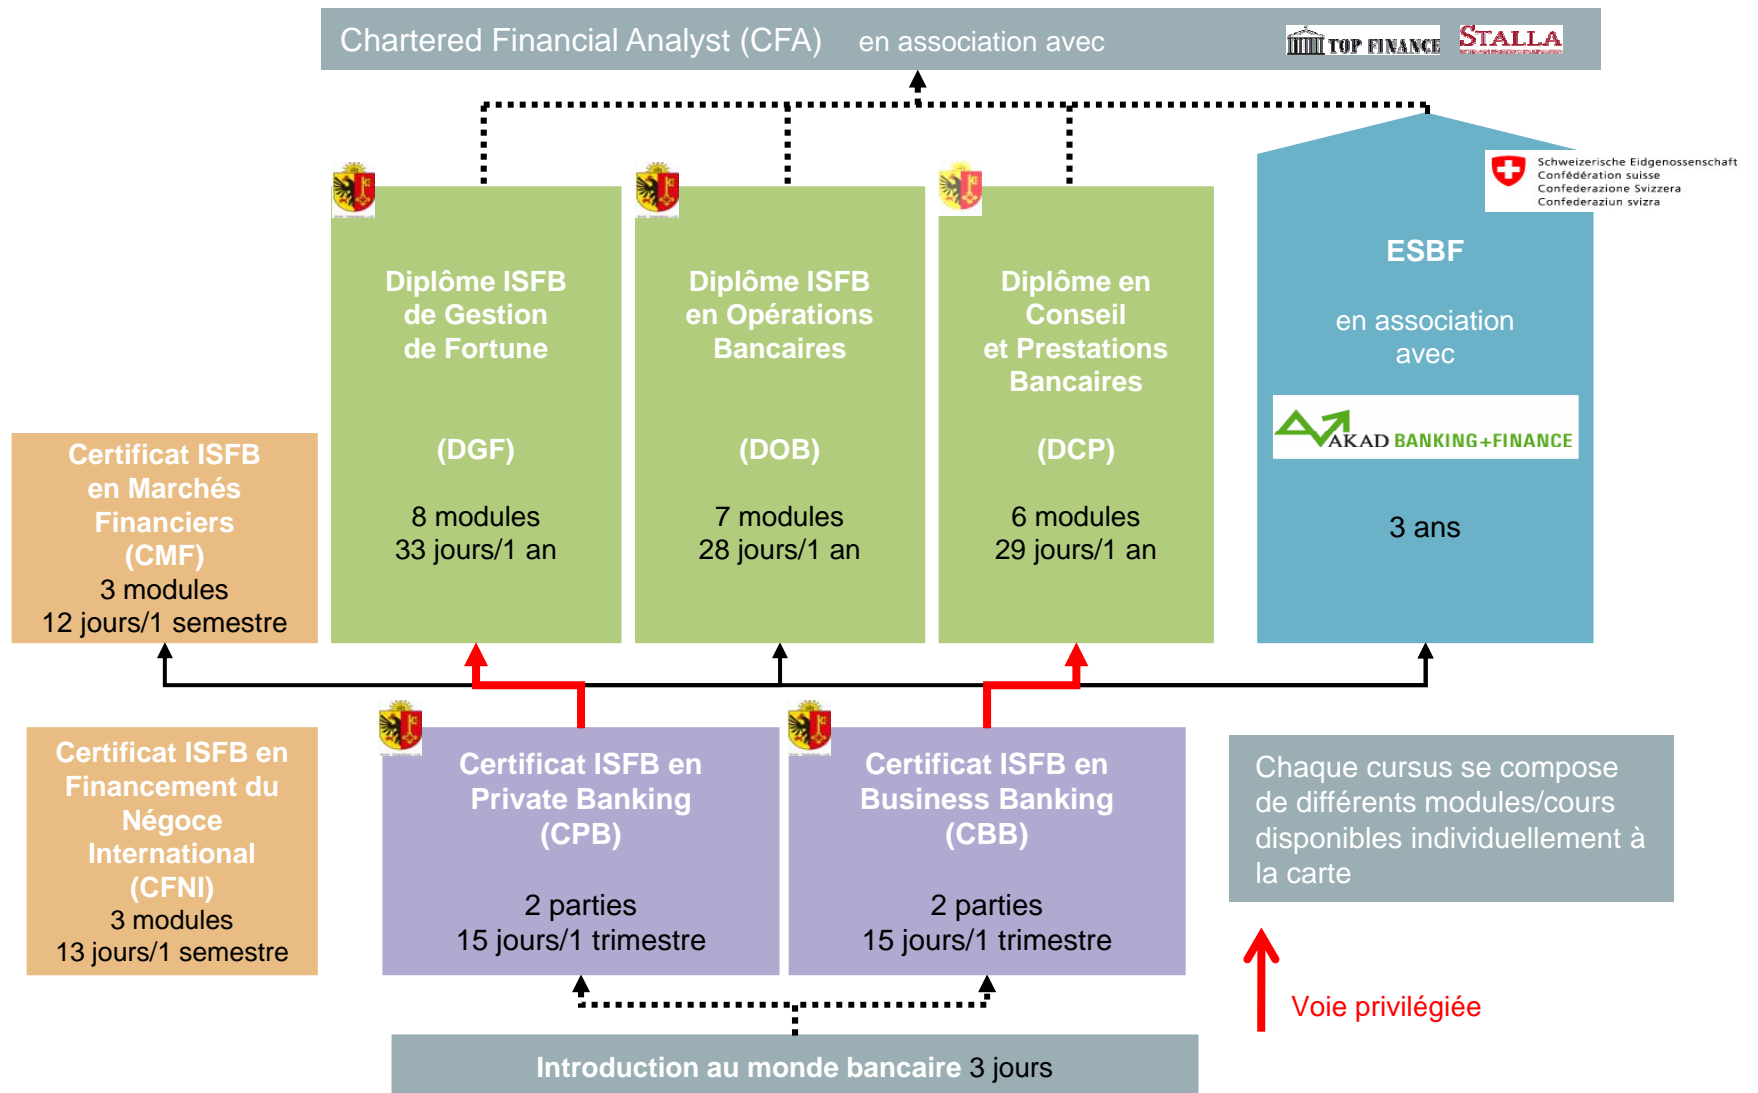 Chartered Financial Analyst (CFA) en association avec
TOP FINANCE
STALLA
Schweizerische Eidgenossenschaft
Confédération suisse
Confederazione Svizzera
Confederaziun svizra
Diplôme ISFB
de Gestion
de Fortune
(DGF)
8 modules
33 jours/1 an
Diplôme ISFB
en Opérations
Bancaires
(DOB)
7 modules
28 jours/1 an
Diplôme en
Conseil
et Prestations
Bancaires
(DCP)
6 modules
29 jours/1 an
ESBF
en association
avec
AKAD BANKING+FINANCE
3 ans
Certificat ISFB
en Marchés
Financiers
(CMF)
3 modules
12 jours/1 semestre
Certificat ISFB en
Financement du
Négoce
International
(CFNI)
3 modules
13 jours/1 semestre
Certificat ISFB en
Private Banking
(CPB)
2 parties
15 jours/1 trimestre
Certificat ISFB en
Business Banking
(CBB)
2 parties
15 jours/1 trimestre
Chaque cursus se compose
de différents modules/cours
disponibles individuellement à
la carte
Voie privilégiée
Introduction au monde bancaire 3 jours